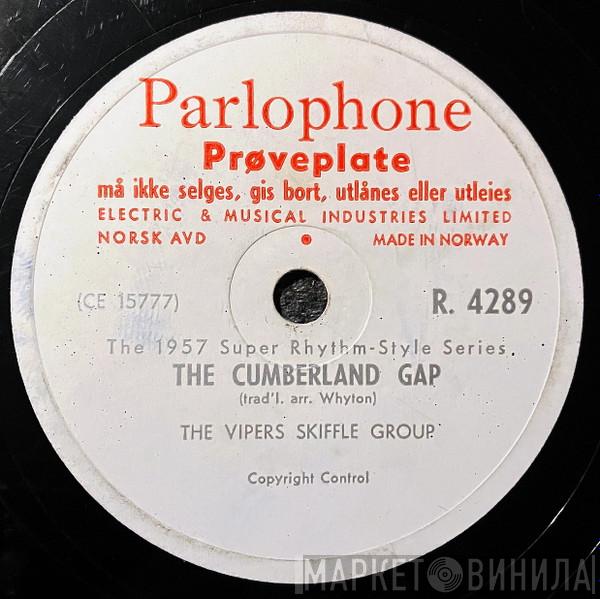 Parlophone
Prøveplate
må ikke selges, gis bort, utlånes eller utleies
ELECTRIC & MUSICAL INDUSTRIES LIMITED
NORSK AVD MADE IN NORWAY
(CE 15777) R. 4289
The 1957 Super Rhythm-Style Series
THE CUMBERLAND GAP
(trad'l. arr. Whyton)
THE VIPERS SKIFFLE GROUP
Copyright Control
МАРКЕТ ВИНИЛА